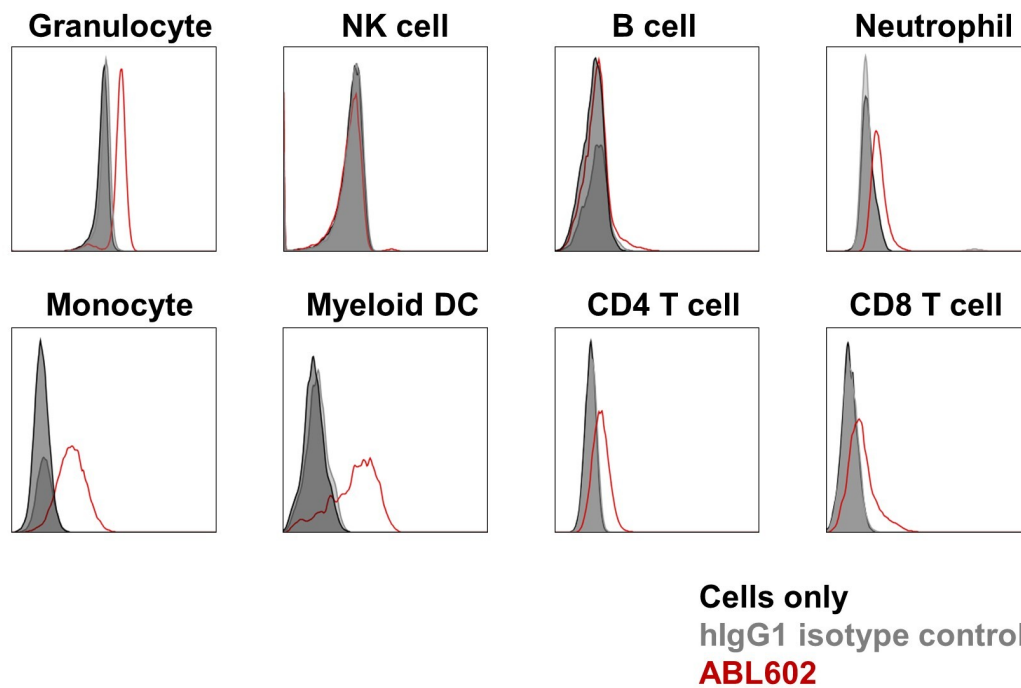 Granulocyte
NK cell
B cell
Neutrophil
Monocyte
Myeloid DC
CD4 T cell
CD8 T cell
Cells only
hIgG1 isotype control
ABL602